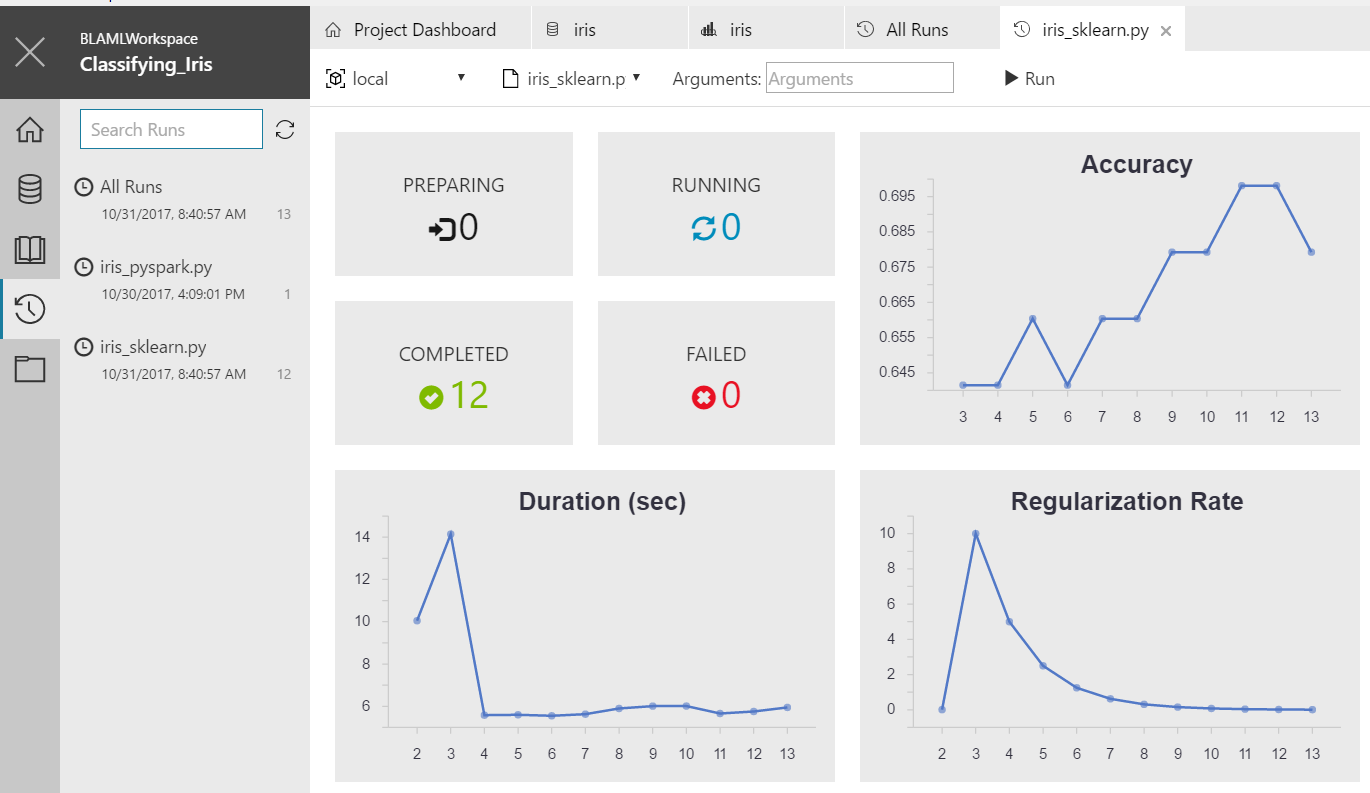 BLAMLWorkspace
Classifying_Iris
Project Dashboard
iris
iris
All Runs
iris_sklearn.py
local
iris_sklearn.p
Arguments: Arguments
Run
Search Runs
All Runs
10/31/2017, 8:40:57 AM 13
iris_pyspark.py
10/30/2017, 4:09:01 PM 1
iris_sklearn.py
10/31/2017, 8:40:57 AM 12
PREPARING
0
RUNNING
0
COMPLETED
12
FAILED
0
Accuracy
0.695
0.685
0.675
0.665
0.655
0.645
3 4 5 6 7 8 9 10 11 12 13
Duration (sec)
14
12
10
8
6
2 3 4 5 6 7 8 9 10 11 12 13
Regularization Rate
10
8
6
4
2
0
2 3 4 5 6 7 8 9 10 11 12 13